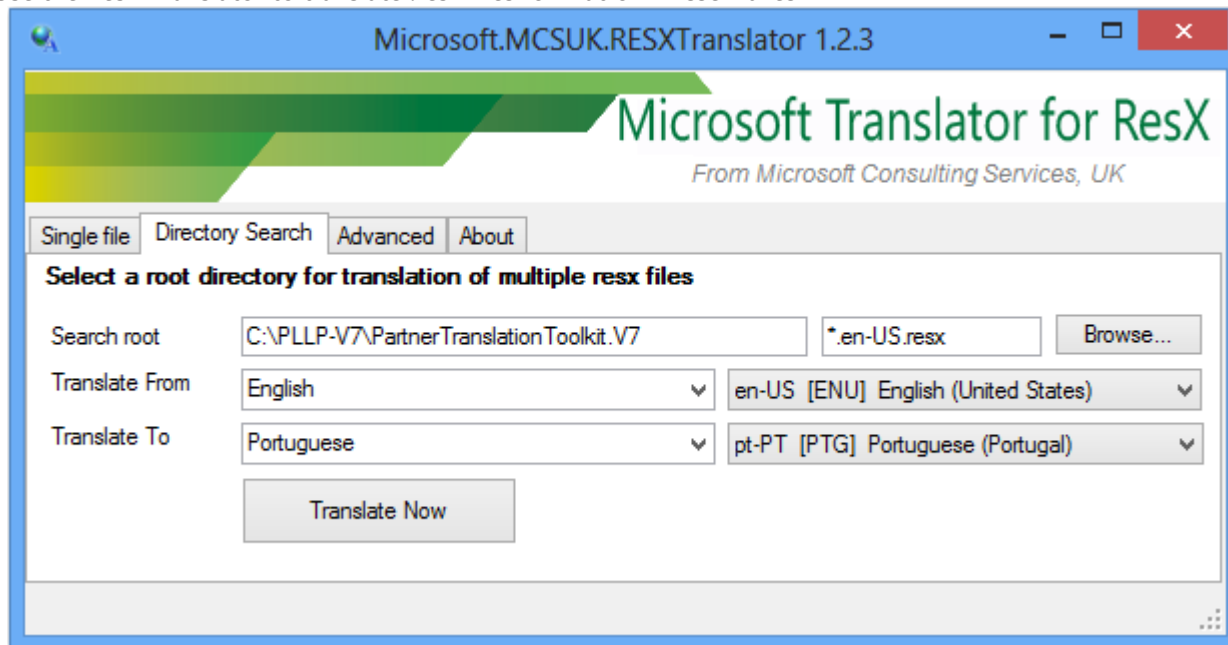 Microsoft.MCSUK.RESXTranslator 1.2.3
Microsoft Translator for ResX
From Microsoft Consulting Services, UK
Single file Directory Search Advanced About
Select a root directory for translation of multiple resx files
Search root C:\PLLP-V7\PartnerTranslationToolkit.V7 *.en-US.resx Browse...
Translate From English en-US [ENU] English (United States)
Translate To Portuguese pt-PT [PTG] Portuguese (Portugal)
Translate Now